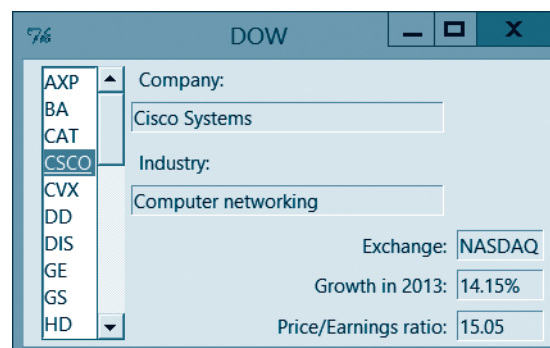 DOW
AXP
BA
CAT
CSCO
CVX
DD
DIS
GE
GS
HD
Company:
Cisco Systems
Industry:
Computer networking
Exchange: NASDAQ
Growth in 2013: 14.15%
Price/Earnings ratio: 15.05